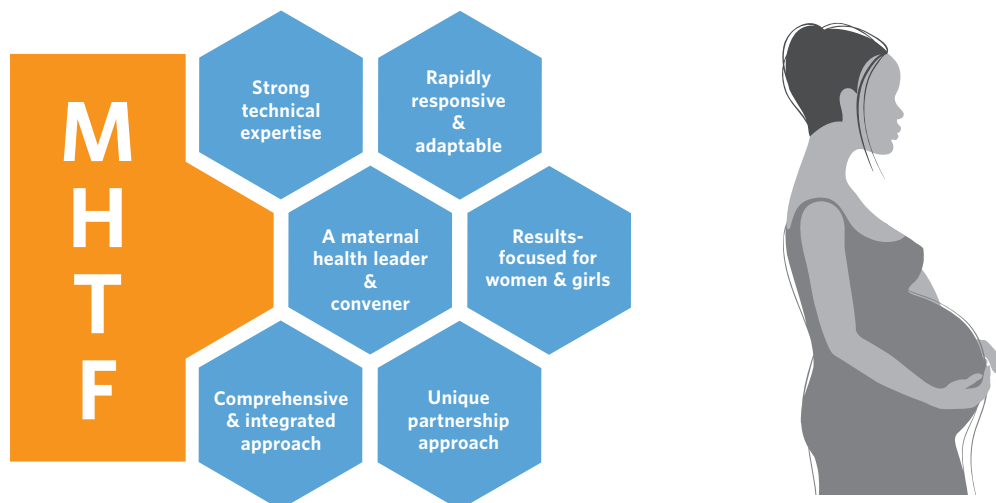 M
H
T
F
Strong
technical
expertise
Rapidly
responsive
&
adaptable
A maternal
health leader
&
convener
Results-
focused for
women & girls
Comprehensive
& integrated
approach
Unique
partnership
approach